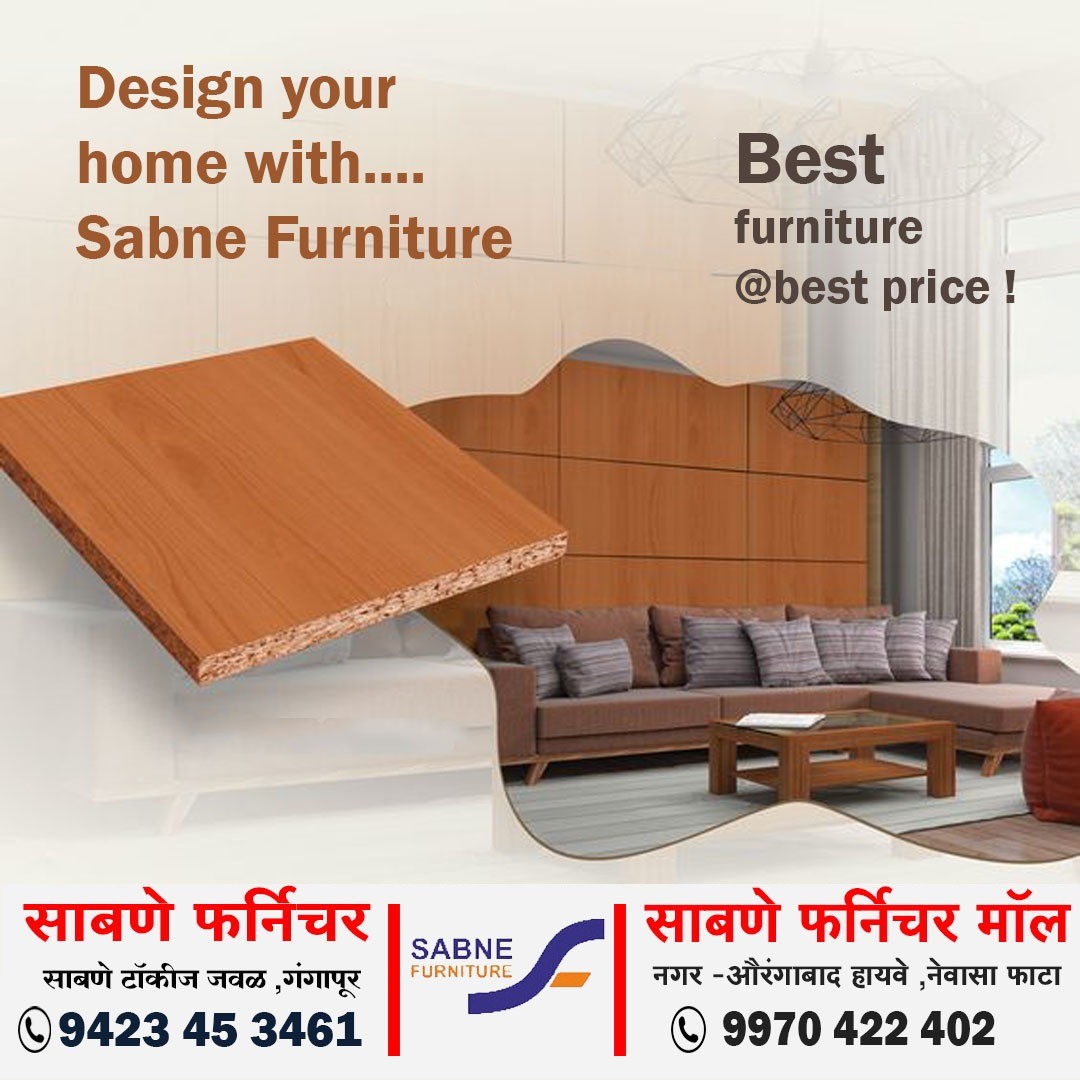 Design your
home with....
Sabne Furniture
Best
furniture
@best price !
साबणे फर्निचर
साबणे टॉकीज जवळ ,गंगापूर
9423 45 3461
SABNE
FURNITURE
साबणे फर्निचर मॉल
नगर -औरंगाबाद हायवे ,नेवासा फाटा
9970 422 402